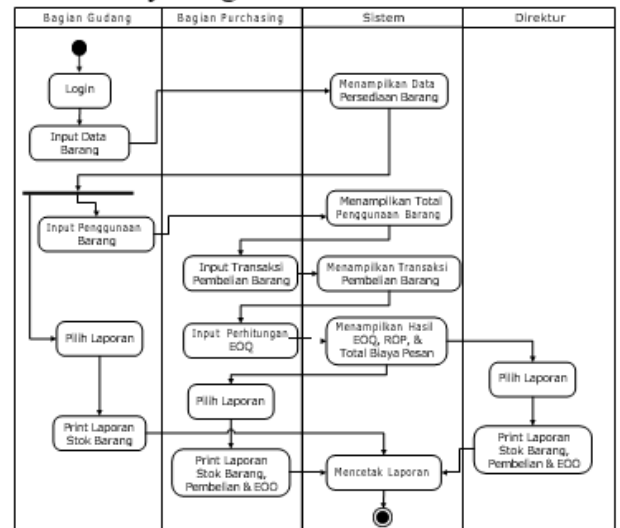 Bagian Gudang
Bagian Purchasing
Sistem
Direktur
Login
Menampilkan Data
Persediaan Barang
Input Data
Barang
Menampilkan Total
Penggunaan Barang
Input Penggunaan
Barang
Input Transaksi
Pembelian Barang
Menampilkan Transaksi
Pembelian Barang
Pilih Laporan
Input Perhitungan
EOQ
Menampilkan Hasil
EOQ, ROP, &
Total Biaya Pesan
Pilih Laporan
Pilih Laporan
Print Laporan
Stok Barang
Print Laporan
Stok Barang,
Pembelian & EOQ
Mencetak Laporan
Print Laporan
Stok Barang,
Pembelian & EOQ